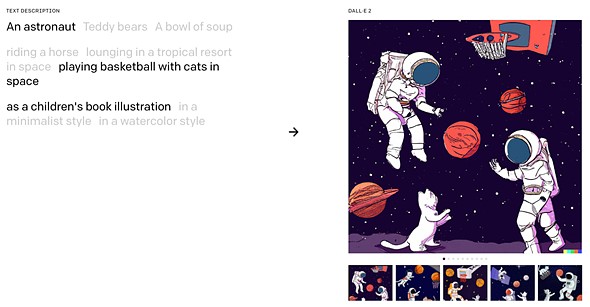 TEXT DESCRIPTION
An astronaut Teddy bears A bowl of soup
riding a horse lounging in a tropical resort
in space playing basketball with cats in
space
as a children's book illustration in a
minimalist style in a watercolor style
→
DALL·E 2